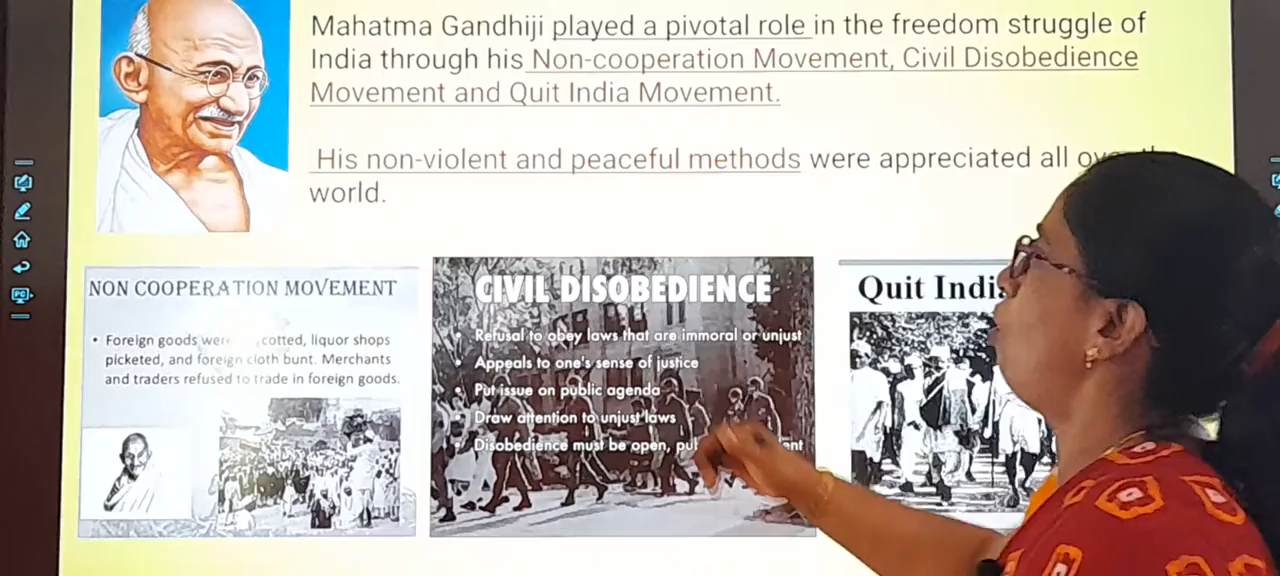 Mahatma Gandhiji played a pivotal role in the freedom struggle of
India through his Non-cooperation Movement, Civil Disobedience
Movement and Quit India Movement.
His non-violent and peaceful methods were appreciated all
world.
NON COOPERATION MOVEMENT
• Foreign goods liquor shops
picketed, and foreign cloth bunt. Merchants
and traders refused to trade in foreign goods.
CIVIL DISOBEDIENCE
• Refusal to obey laws that are immoral or unjust
• Appeals to one's sense of justice
• Put issue on public agenda
• Draw attention to unjust laws
• Disobedience must be open,
Quit
PC